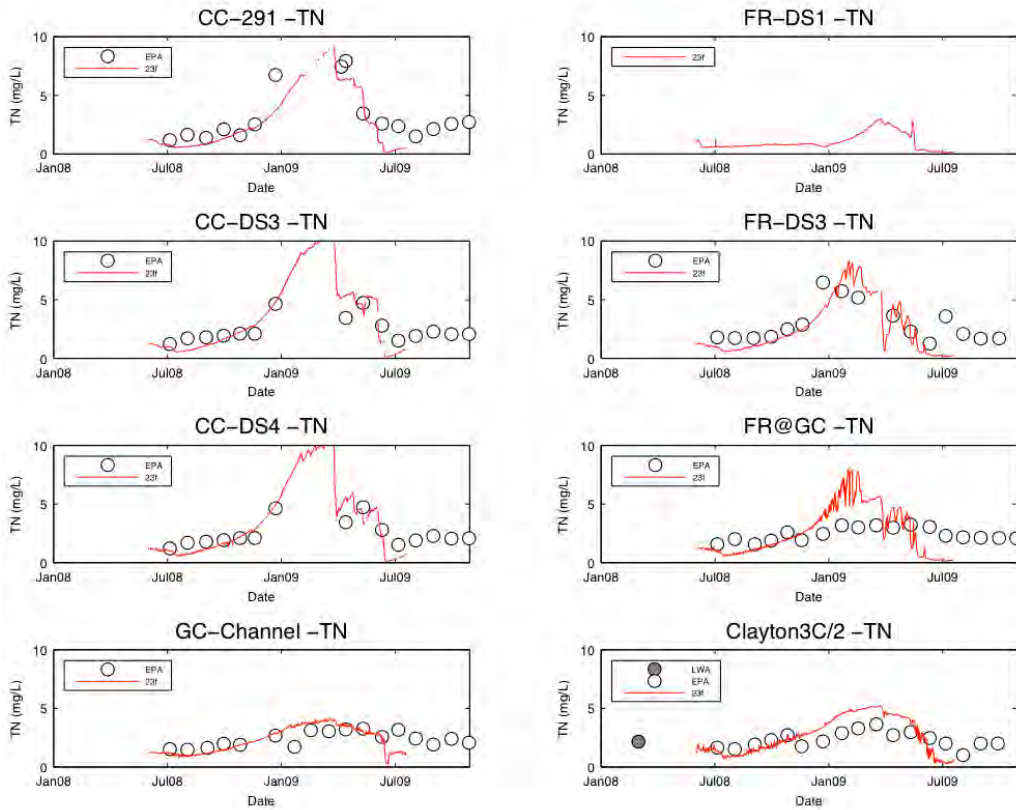 CC-291 -TN
10
5
0
TN (mg/L)
EPA
23f
Jan08 Jul08 Jan09 Jul09
Date
FR-DS1 -TN
10
5
0
TN (mg/L)
23f
Jan08 Jul08 Jan09 Jul09
Date
CC-DS3 -TN
10
5
0
TN (mg/L)
EPA
23f
Jan08 Jul08 Jan09 Jul09
Date
FR-DS3 -TN
10
5
0
TN (mg/L)
EPA
23f
Jan08 Jul08 Jan09 Jul09
Date
CC-DS4 -TN
10
5
0
TN (mg/L)
EPA
23f
Jan08 Jul08 Jan09 Jul09
Date
FR@GC -TN
10
5
0
TN (mg/L)
EPA
23f
Jan08 Jul08 Jan09 Jul09
Date
GC-Channel -TN
10
5
0
TN (mg/L)
EPA
23f
Jan08 Jul08 Jan09 Jul09
Date
Clayton3C/2 -TN
10
5
0
TN (mg/L)
LWA
EPA
23f
Jan08 Jul08 Jan09 Jul09
Date